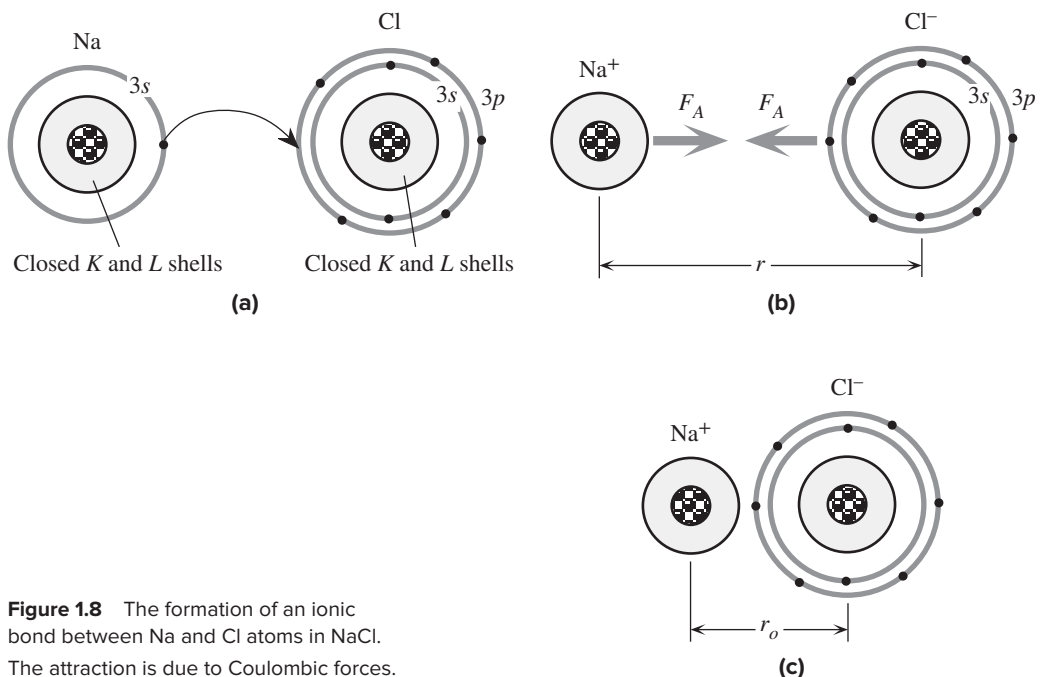 Na
3s
Cl
3s
3p
Closed K and L shells
Closed K and L shells
(a)
Na⁺
F_A
F_A
Cl⁻
3s
3p
r
(b)
Cl⁻
Na⁺
r_o
(c)
Figure 1.8 The formation of an ionic
bond between Na and Cl atoms in NaCl.
The attraction is due to Coulombic forces.